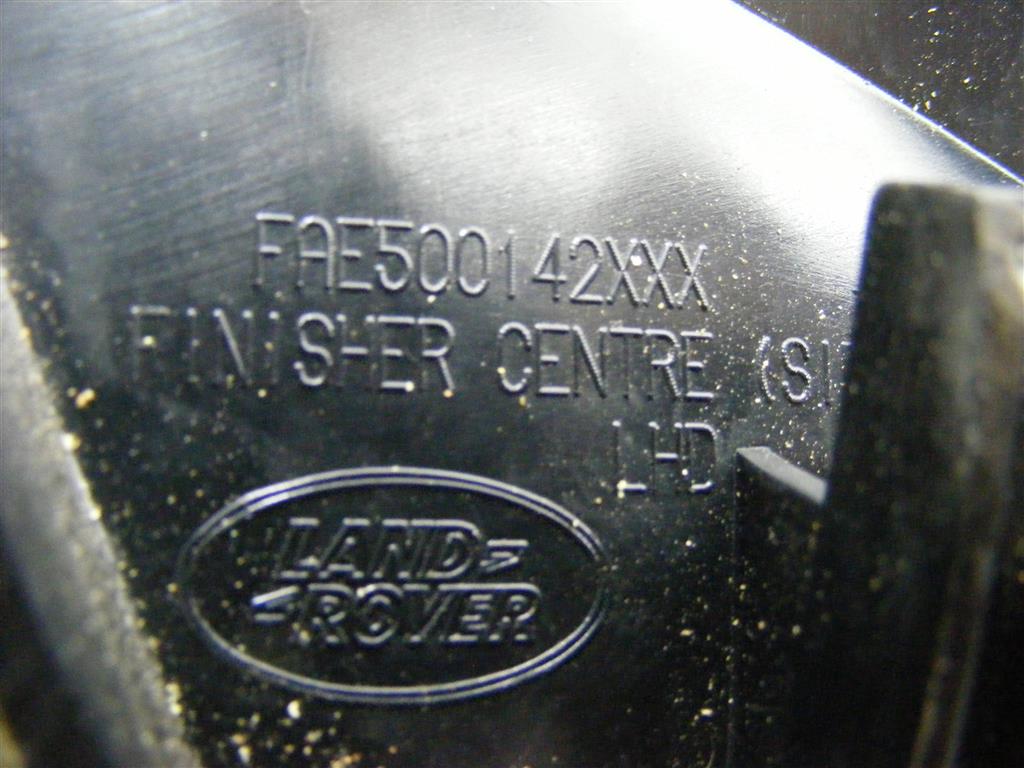 FAE500142XXX
FINISHER CENTRE
LHD
LAND
ROVER